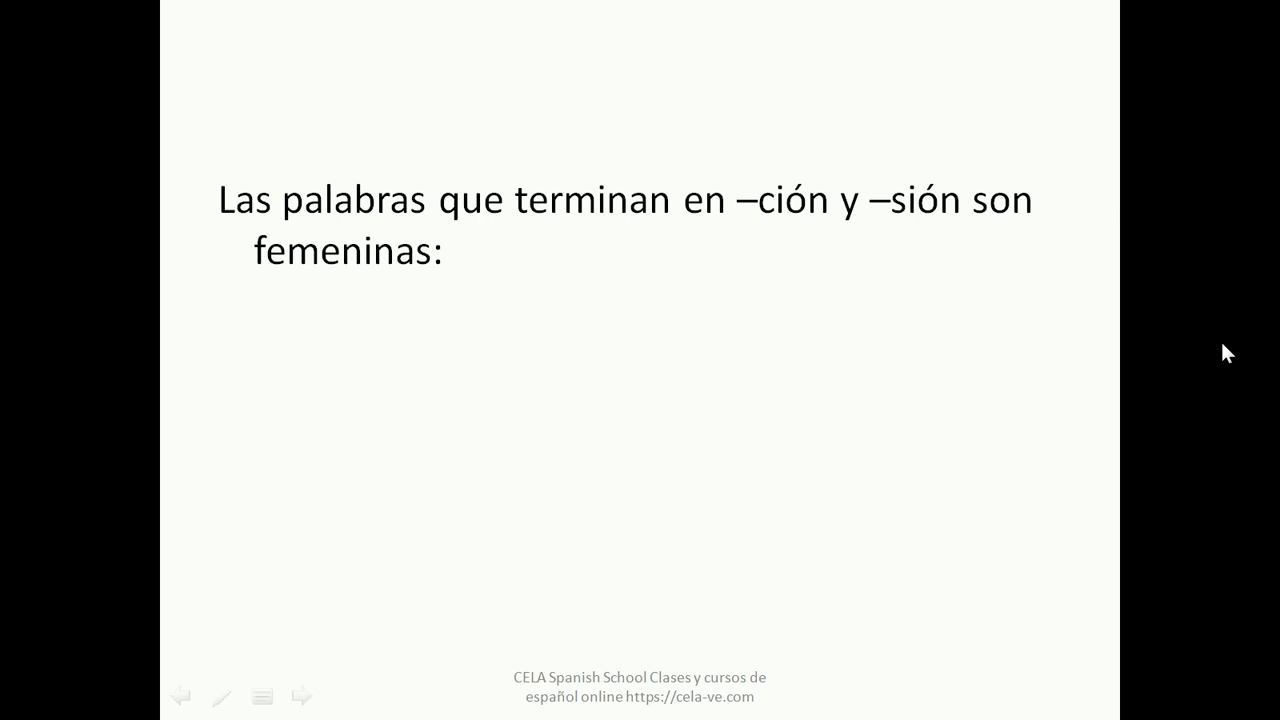 Las palabras que terminan en –ción y –sión son
femeninas:
CELA Spanish School Clases y cursos de
español online https://cela-ve.com